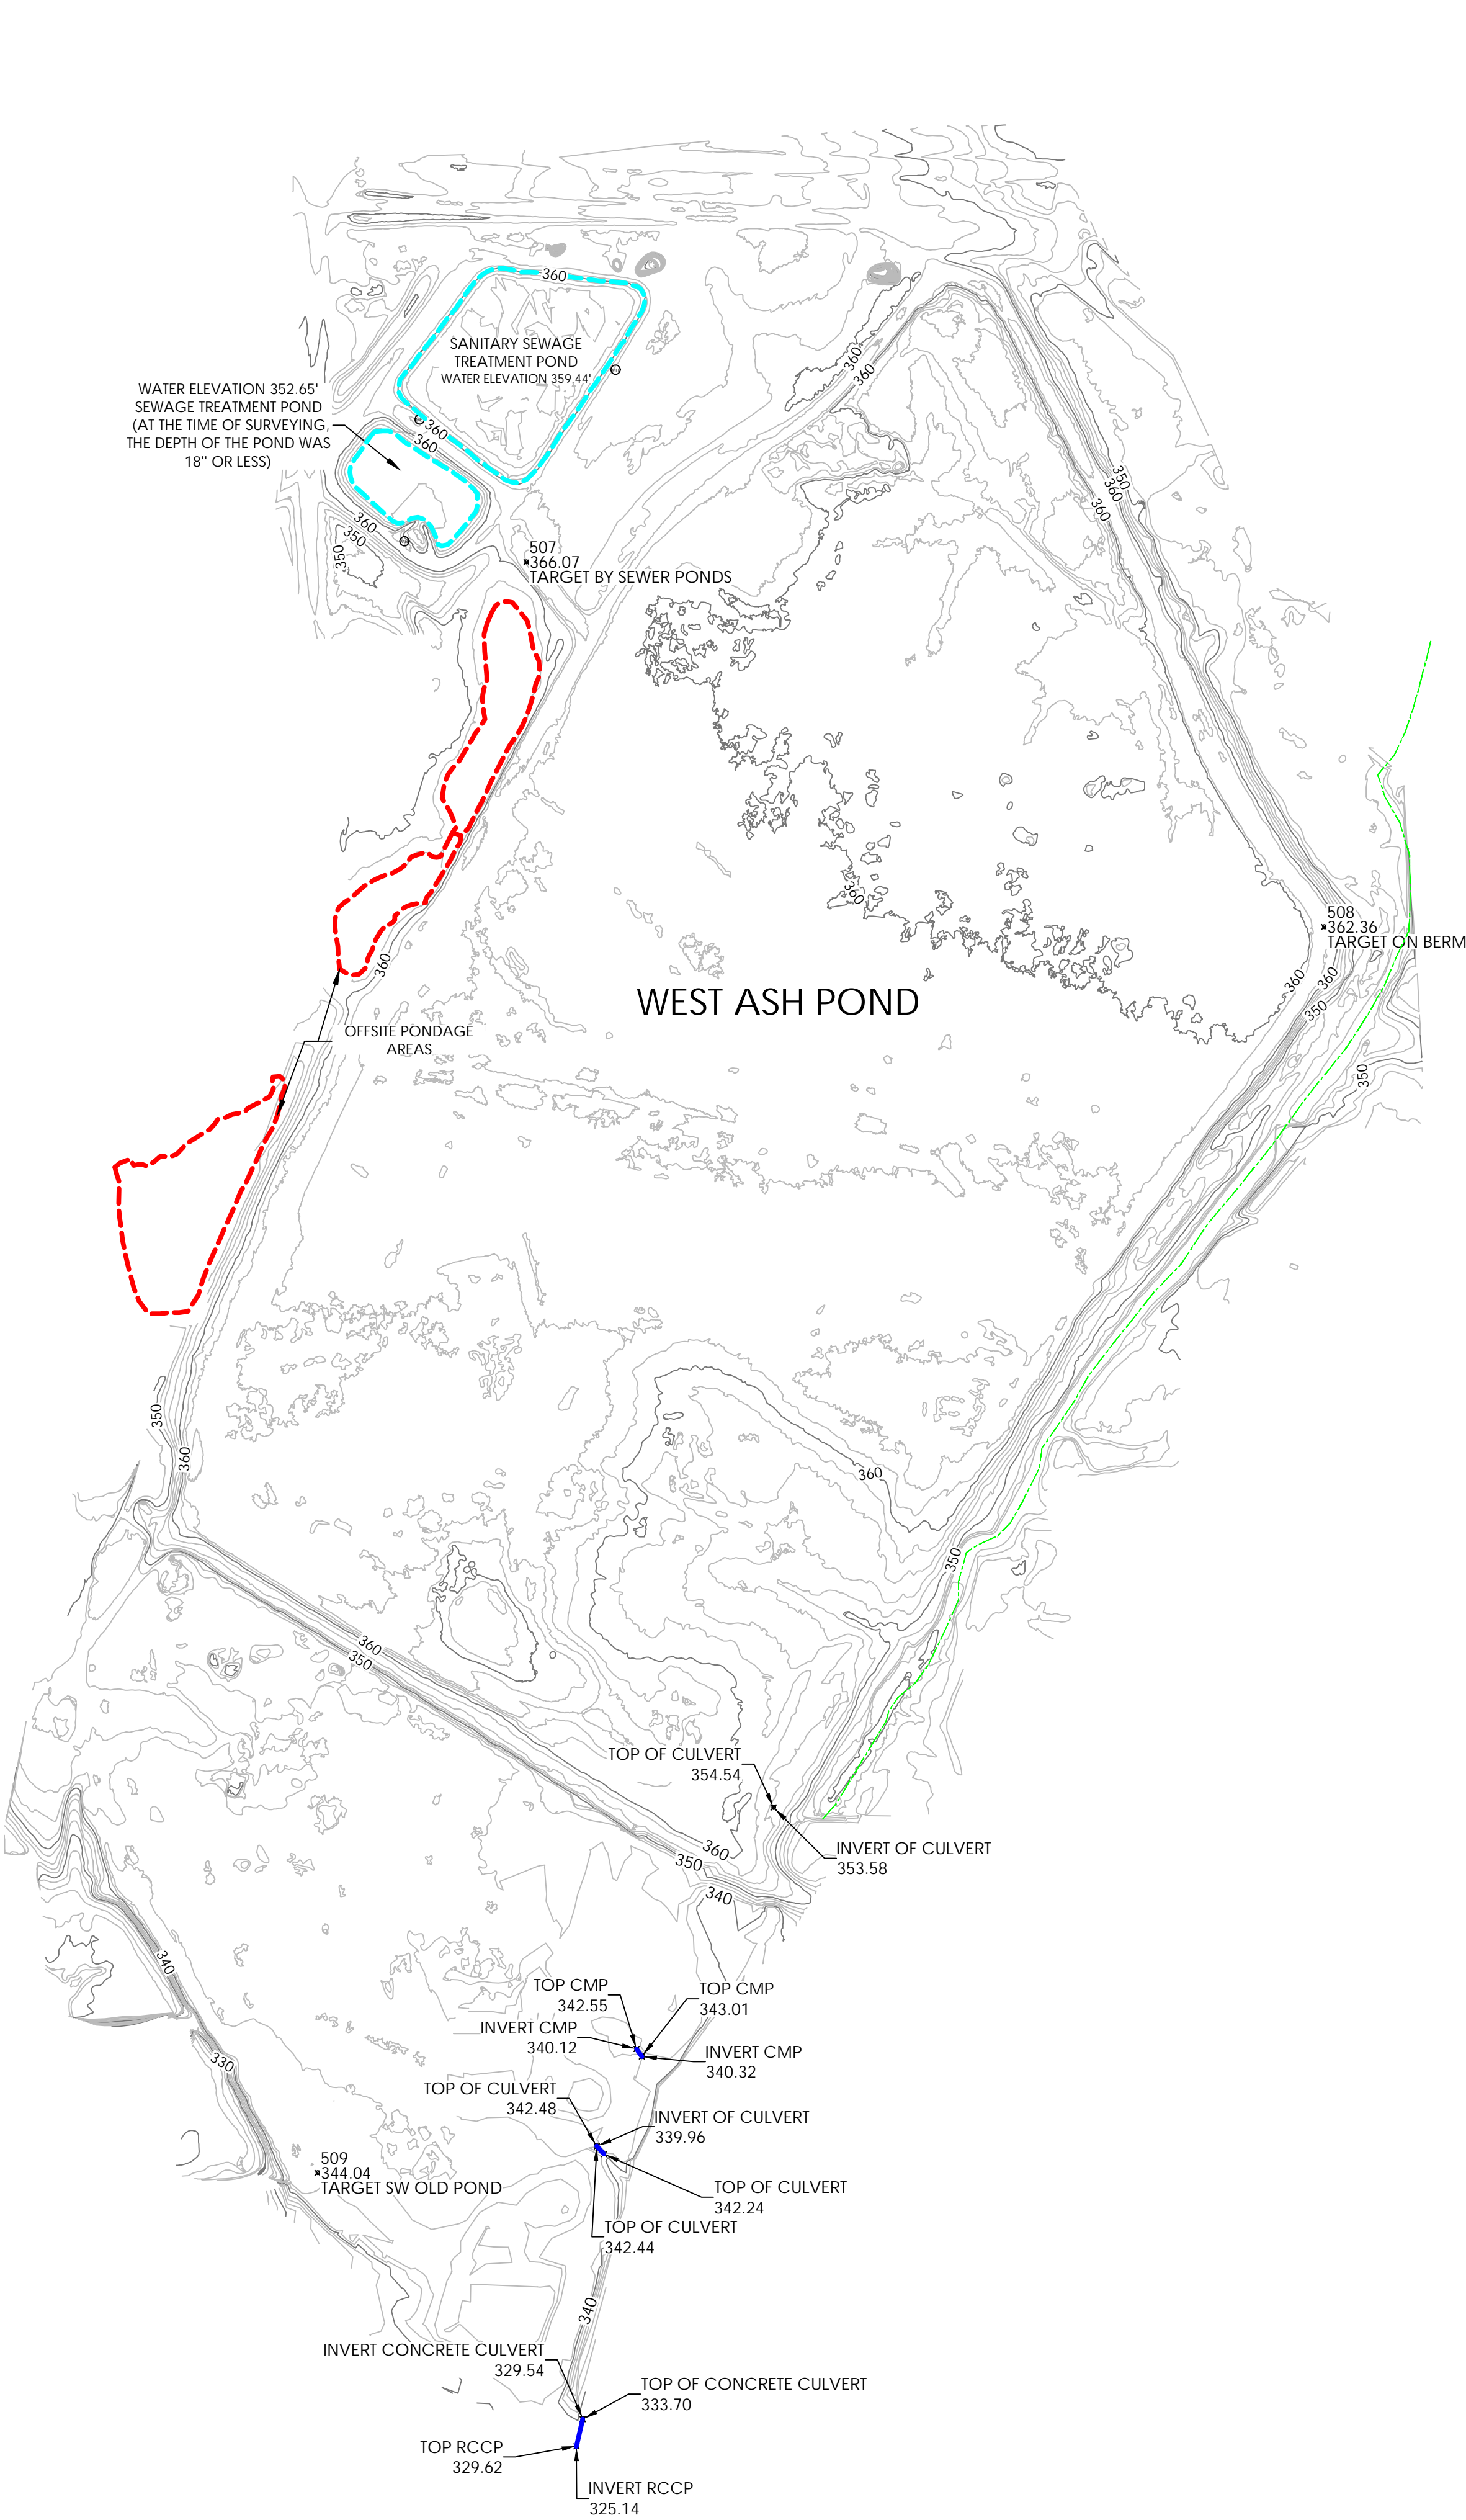 360
SANITARY SEWAGE
TREATMENT POND
WATER ELEVATION 359.44'
360
360
WATER ELEVATION 352.65'
SEWAGE TREATMENT POND
(AT THE TIME OF SURVEYING,
THE DEPTH OF THE POND WAS
18" OR LESS)
360
360
360
350
350
350
360
360
507
366.07
TARGET BY SEWER PONDS
360
508
362.36
TARGET ON BERM
360
360
360
350
WEST ASH POND
OFFSITE PONDAGE
AREAS
350
350
360
360
350
360
350
TOP OF CULVERT
354.54
INVERT OF CULVERT
353.58
360
350
340
340
TOP CMP
342.55
TOP CMP
343.01
INVERT CMP
340.12
INVERT CMP
340.32
330
TOP OF CULVERT
342.48
INVERT OF CULVERT
339.96
509
344.04
TARGET SW OLD POND
TOP OF CULVERT
342.24
TOP OF CULVERT
342.44
340
INVERT CONCRETE CULVERT
329.54
TOP OF CONCRETE CULVERT
333.70
TOP RCCP
329.62
INVERT RCCP
325.14